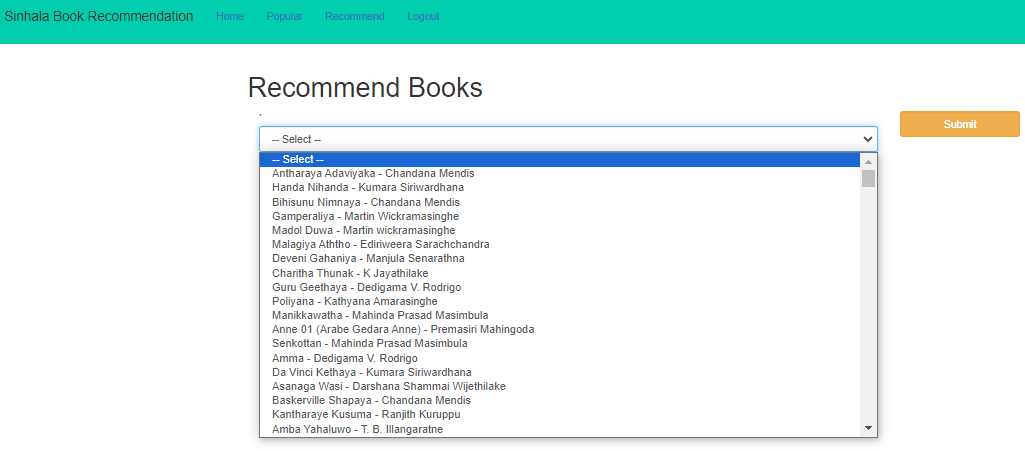 Sinhala Book Recommendation Home Popular Recommend Logout
Recommend Books
Submit
-- Select --
-- Select --
Antharaya Adaviyaka - Chandana Mendis
Handa Nihanda - Kumara Siriwardhana
Bihisunu Nimnaya - Chandana Mendis
Gamperaliya - Martin Wickramasinghe
Madol Duwa - Martin wickramasinghe
Malagiya Aththo - Ediriweera Sarachchandra
Deveni Gahaniya - Manjula Senarathna
Charitha Thunak - K Jayathilake
Guru Geethaya - Dedigama V. Rodrigo
Poliyana - Kathyana Amarasinghe
Manikkawatha - Mahinda Prasad Masimbula
Anne 01 (Arabe Gedara Anne) - Premasiri Mahingoda
Senkottan - Mahinda Prasad Masimbula
Amma - Dedigama V. Rodrigo
Da Vinci Kethaya - Kumara Siriwardhana
Asanaga Wasi - Darshana Shammai Wijethilake
Baskerville Shapaya - Chandana Mendis
Kantharaye Kusuma - Ranjith Kuruppu
Amba Yahaluwo - T. B. Illangaratne